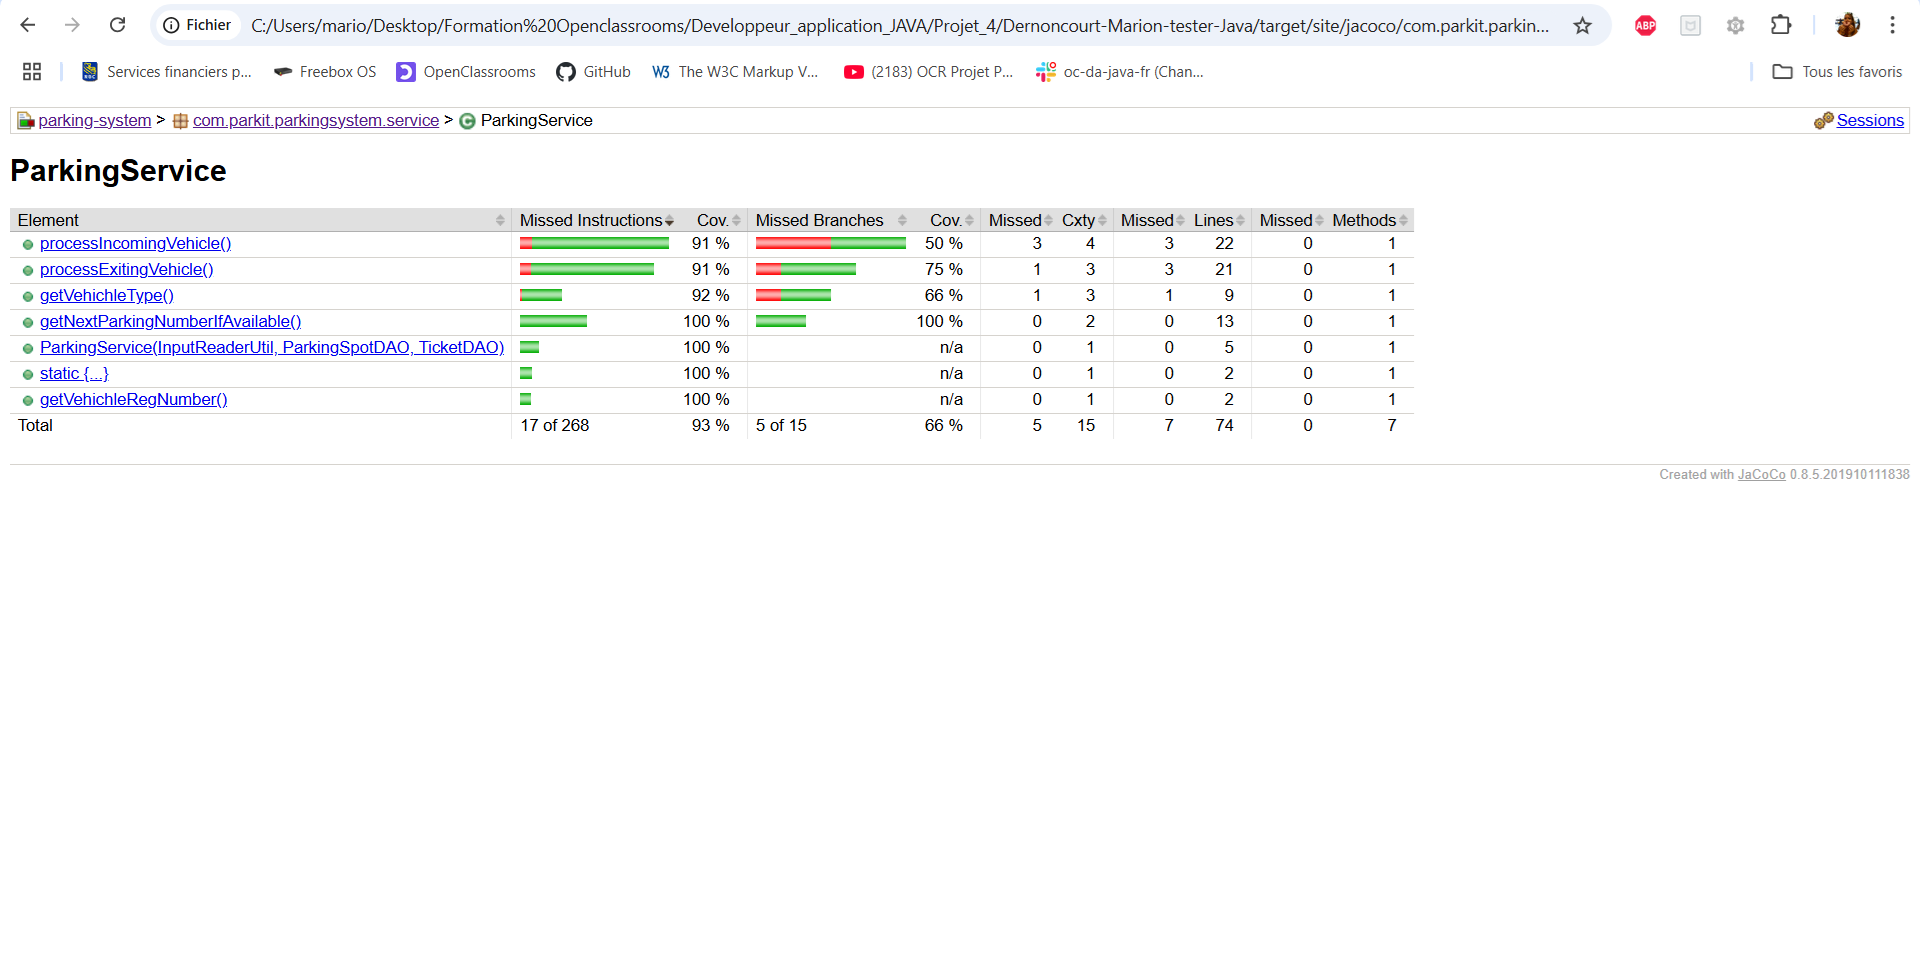 Fichier C:/Users/mario/Desktop/Formation%20Openclassrooms/Developpeur_application_JAVA/Projet_4/Dernoncourt-Marion-tester-Java/target/site/jacoco/com.parkit.parkin... ABP
Services financiers p... Freebox OS OpenClassrooms GitHub W3 The W3C Markup V... (2183) OCR Projet P... oc-da-java-fr (Chan... Tous les favoris
parking-system > com.parkit.parkingsystem.service > ParkingService Sessions
ParkingService
Element Missed Instructions Cov. Missed Branches Cov. Missed Cxty Missed Lines Missed Methods
processIncomingVehicle() 91 % 50 % 3 4 3 22 0 1
processExitingVehicle() 91 % 75 % 1 3 3 21 0 1
getVehichleType() 92 % 66 % 1 3 1 9 0 1
getNextParkingNumberIfAvailable() 100 % 100 % 0 2 0 13 0 1
ParkingService(InputReaderUtil, ParkingSpotDAO, TicketDAO) 100 % n/a 0 1 0 5 0 1
static {...} 100 % n/a 0 1 0 2 0 1
getVehichleRegNumber() 100 % n/a 0 1 0 2 0 1
Total 17 of 268 93 % 5 of 15 66 % 5 15 7 74 0 7
Created with JaCoCo 0.8.5.201910111838